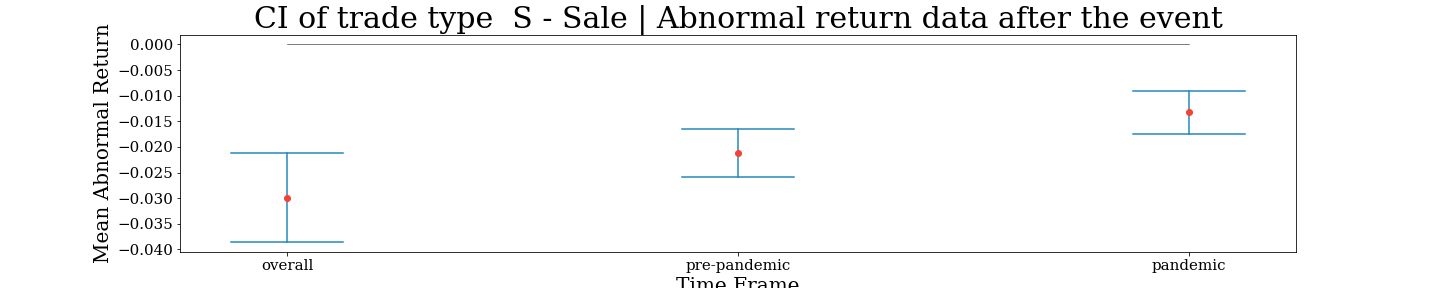 CI of trade type  S - Sale | Abnormal return data after the event
Mean Abnormal Return
0.000
−0.005
−0.010
−0.015
−0.020
−0.025
−0.030
−0.035
−0.040
overall pre-pandemic pandemic
Time Frame